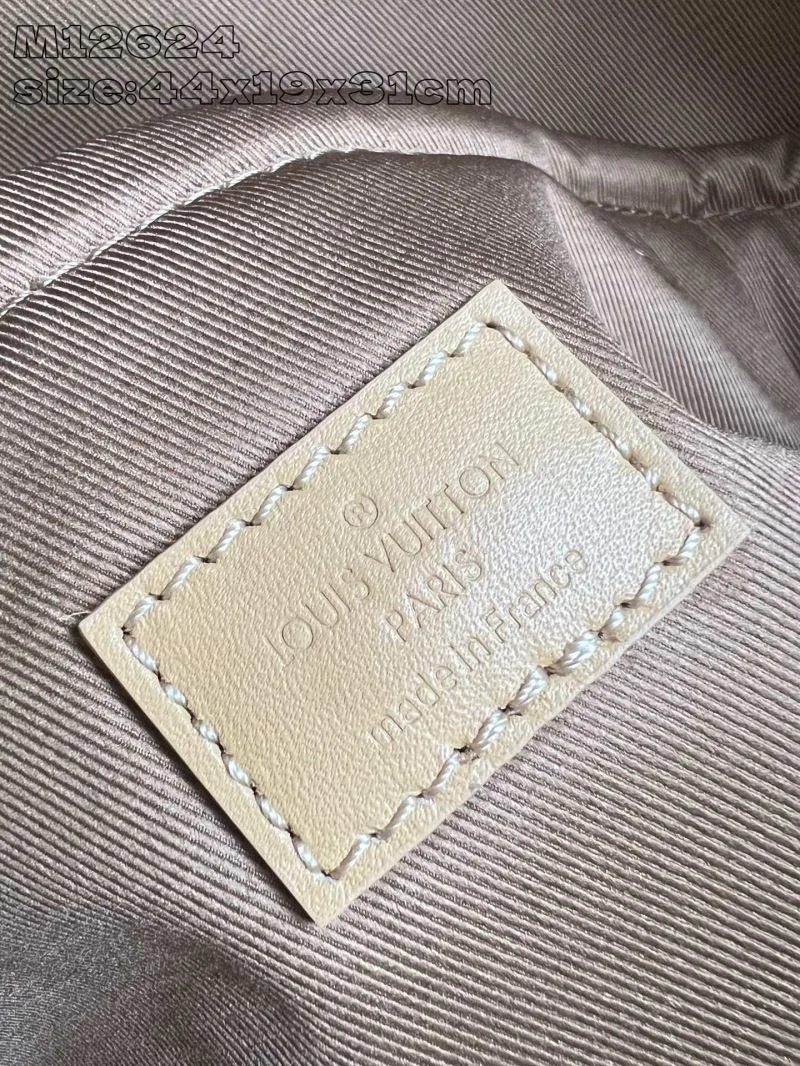 M12624
size:44x19x31cm
®
LOUIS VUITTON
PARIS
made in France